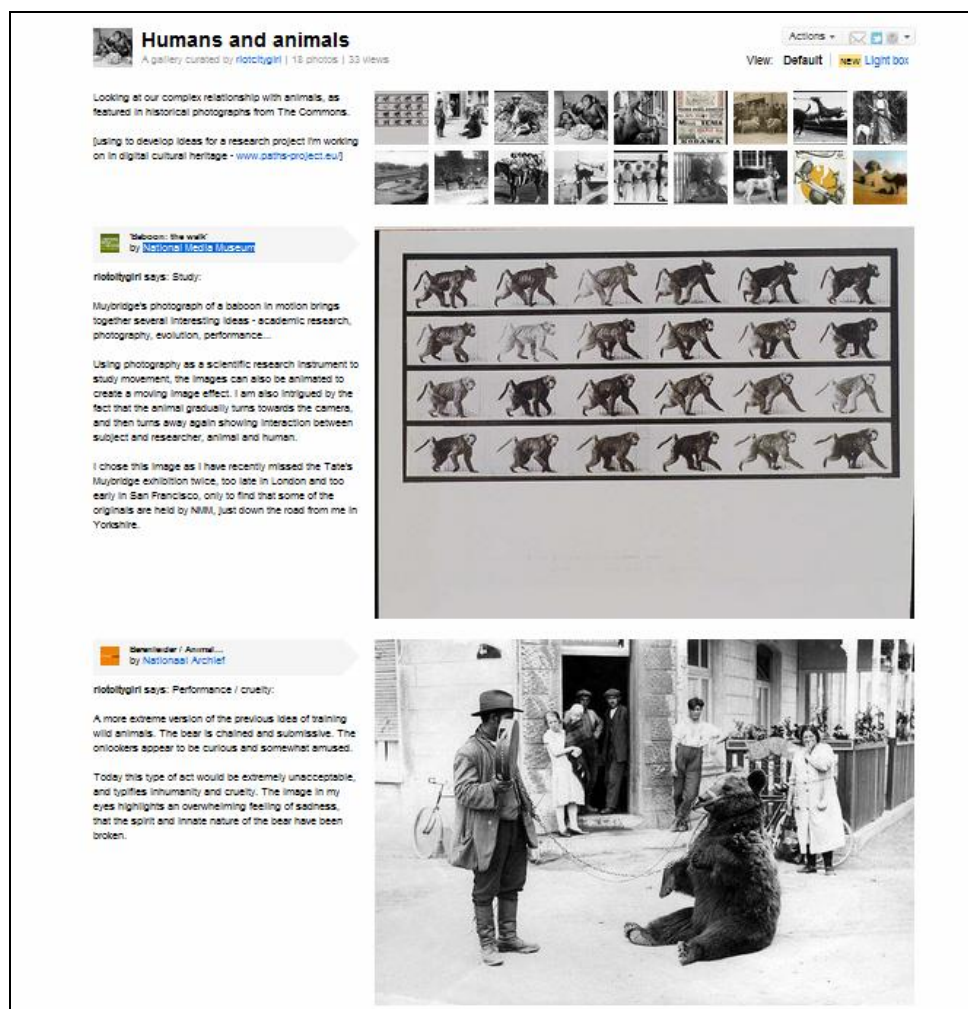 Humans and animals
A gallery curated by riotcitygirl | 18 photos | 33 views
Actions
View: Default | NEW Light box
Looking at our complex relationship with animals, as
featured in historical photographs from The Commons.
[using to develop ideas for a research project I'm working
on in digital cultural heritage - www.paths-project.eu/]
'Baboon: the walk'
by National Media Museum
riotcitygirl says: Study:
Muybridge's photograph of a baboon in motion brings
together several interesting ideas - academic research,
photography, evolution, performance...
Using photography as a scientific research instrument to
study movement, the images can also be animated to
create a moving image effect. I am also intrigued by the
fact that the animal gradually turns towards the camera,
and then turns away again showing interaction between
subject and researcher, animal and human.
I chose this image as I have recently missed the Tate's
Muybridge exhibition twice, too late in London and too
early in San Francisco, only to find that some of the
originals are held by NMM, just down the road from me in
Yorkshire.
Berenleider / Animal...
by Nationaal Archief
riotcitygirl says: Performance / cruelty:
A more extreme version of the previous idea of training
wild animals. The bear is chained and submissive. The
onlookers appear to be curious and somewhat amused.
Today this type of act would be extremely unacceptable,
and typifies inhumanity and cruelty. The image in my
eyes highlights an overwhelming feeling of sadness,
that the spirit and innate nature of the bear have been
broken.